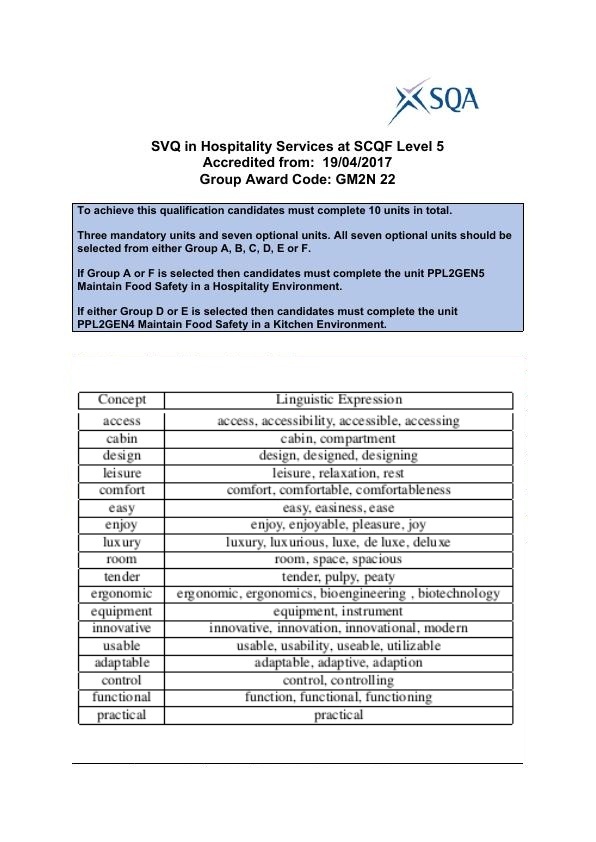 SQA
SVQ in Hospitality Services at SCQF Level 5
Accredited from: 19/04/2017
Group Award Code: GM2N 22
To achieve this qualification candidates must complete 10 units in total.
Three mandatory units and seven optional units. All seven optional units should be
selected from either Group A, B, C, D, E or F.
If Group A or F is selected then candidates must complete the unit PPL2GEN5
Maintain Food Safety in a Hospitality Environment.
If either Group D or E is selected then candidates must complete the unit
PPL2GEN4 Maintain Food Safety in a Kitchen Environment.
Concept Linguistic Expression
access access, accessibility, accessible, accessing
cabin cabin, compartment
design design, designed, designing
leisure leisure, relaxation, rest
comfort comfort, comfortable, comfortableness
easy easy, easiness, ease
enjoy enjoy, enjoyable, pleasure, joy
luxury luxury, luxurious, luxe, de luxe, deluxe
room room, space, spacious
tender tender, pulpy, peaty
ergonomic ergonomic, ergonomics, bioengineering , biotechnology
equipment equipment, instrument
innovative innovative, innovation, innovational, modern
usable usable, usability, useable, utilizable
adaptable adaptable, adaptive, adaption
control control, controlling
functional function, functional, functioning
practical practical